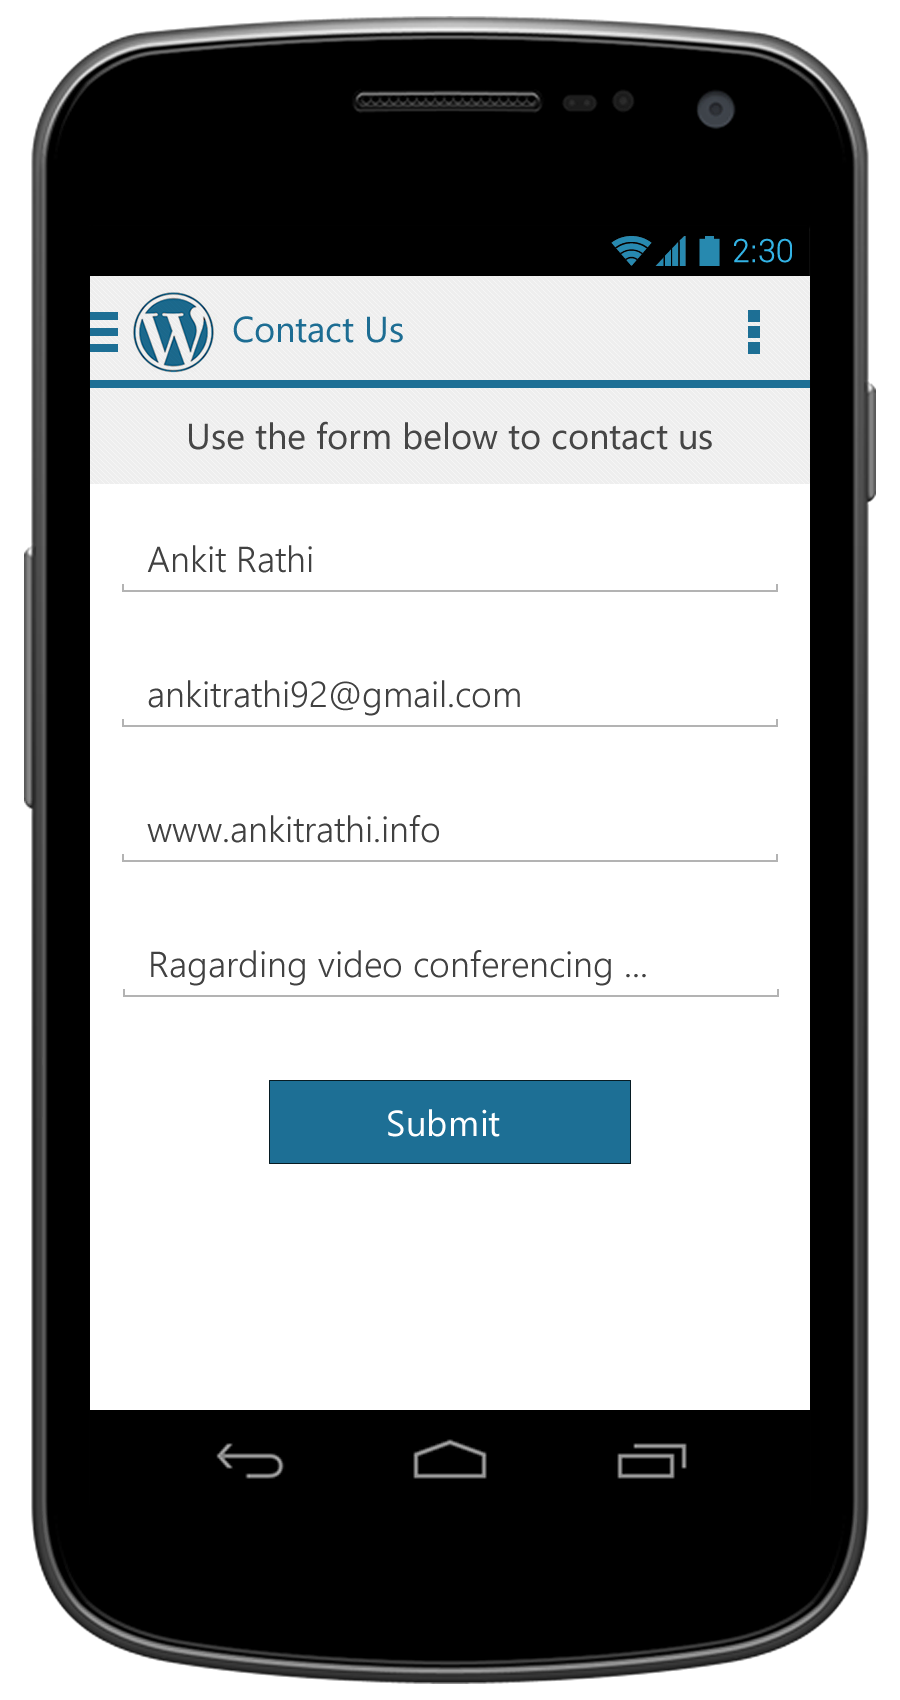 2:30
Contact Us
Use the form below to contact us
Ankit Rathi
ankitrathi92@gmail.com
www.ankitrathi.info
Ragarding video conferencing ...
Submit